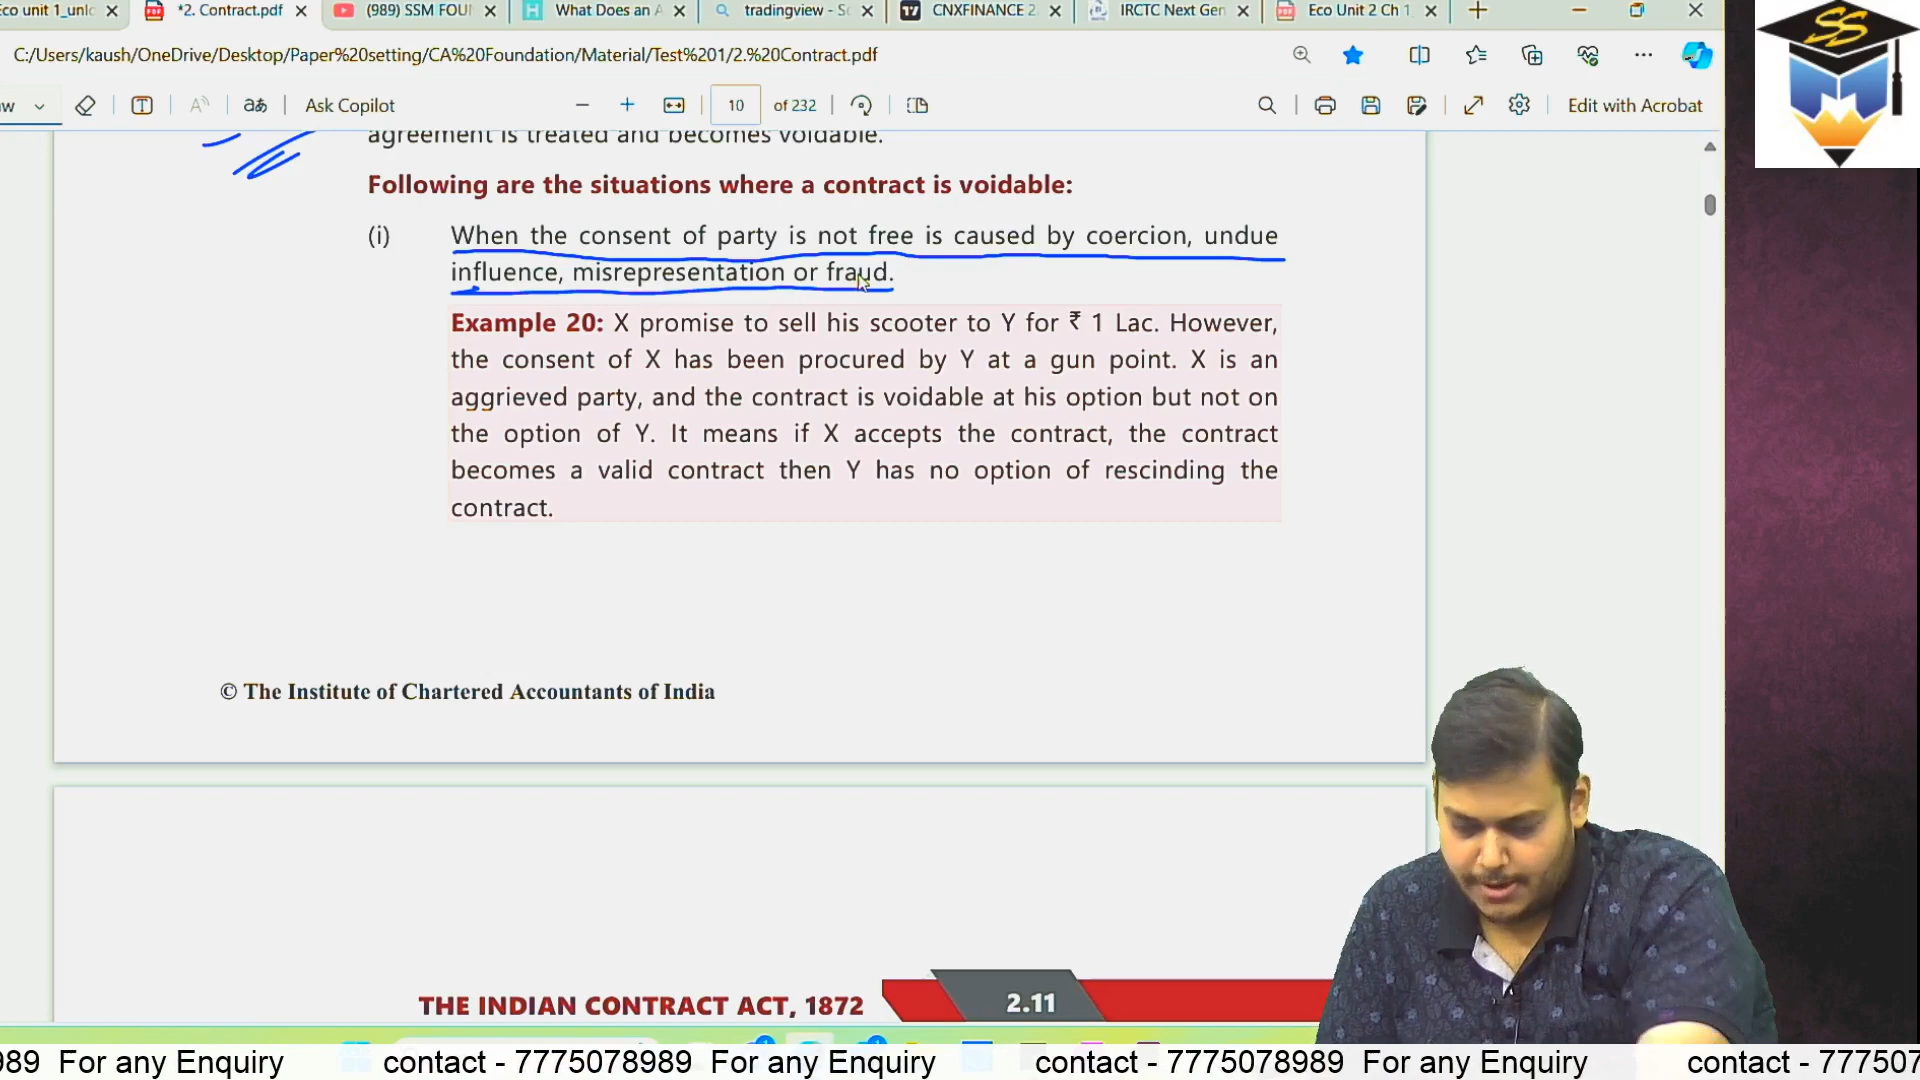 Eco unit 1_unlo
*2. Contract.pdf
(989) SSM FOU
What Does an A
tradingview - S
CNXFINANCE 2
IRCTC Next Gen
Eco Unit 2 Ch 1
C:/Users/kaush/OneDrive/Desktop/Paper%20setting/CA%20Foundation/Material/Test%201/2.%20Contract.pdf
aあ
Ask Copilot
10
of 232
Edit with Acrobat
SS
agreement is treated and becomes voidable.
Following are the situations where a contract is voidable:
(i) When the consent of party is not free is caused by coercion, undue
influence, misrepresentation or fraud.
Example 20: X promise to sell his scooter to Y for ₹ 1 Lac. However,
the consent of X has been procured by Y at a gun point. X is an
aggrieved party, and the contract is voidable at his option but not on
the option of Y. It means if X accepts the contract, the contract
becomes a valid contract then Y has no option of rescinding the
contract.
© The Institute of Chartered Accountants of India
THE INDIAN CONTRACT ACT, 1872
2.11
989 For any Enquiry contact - 7775078989 For any Enquiry contact - 7775078989 For any Enquiry contact - 777507